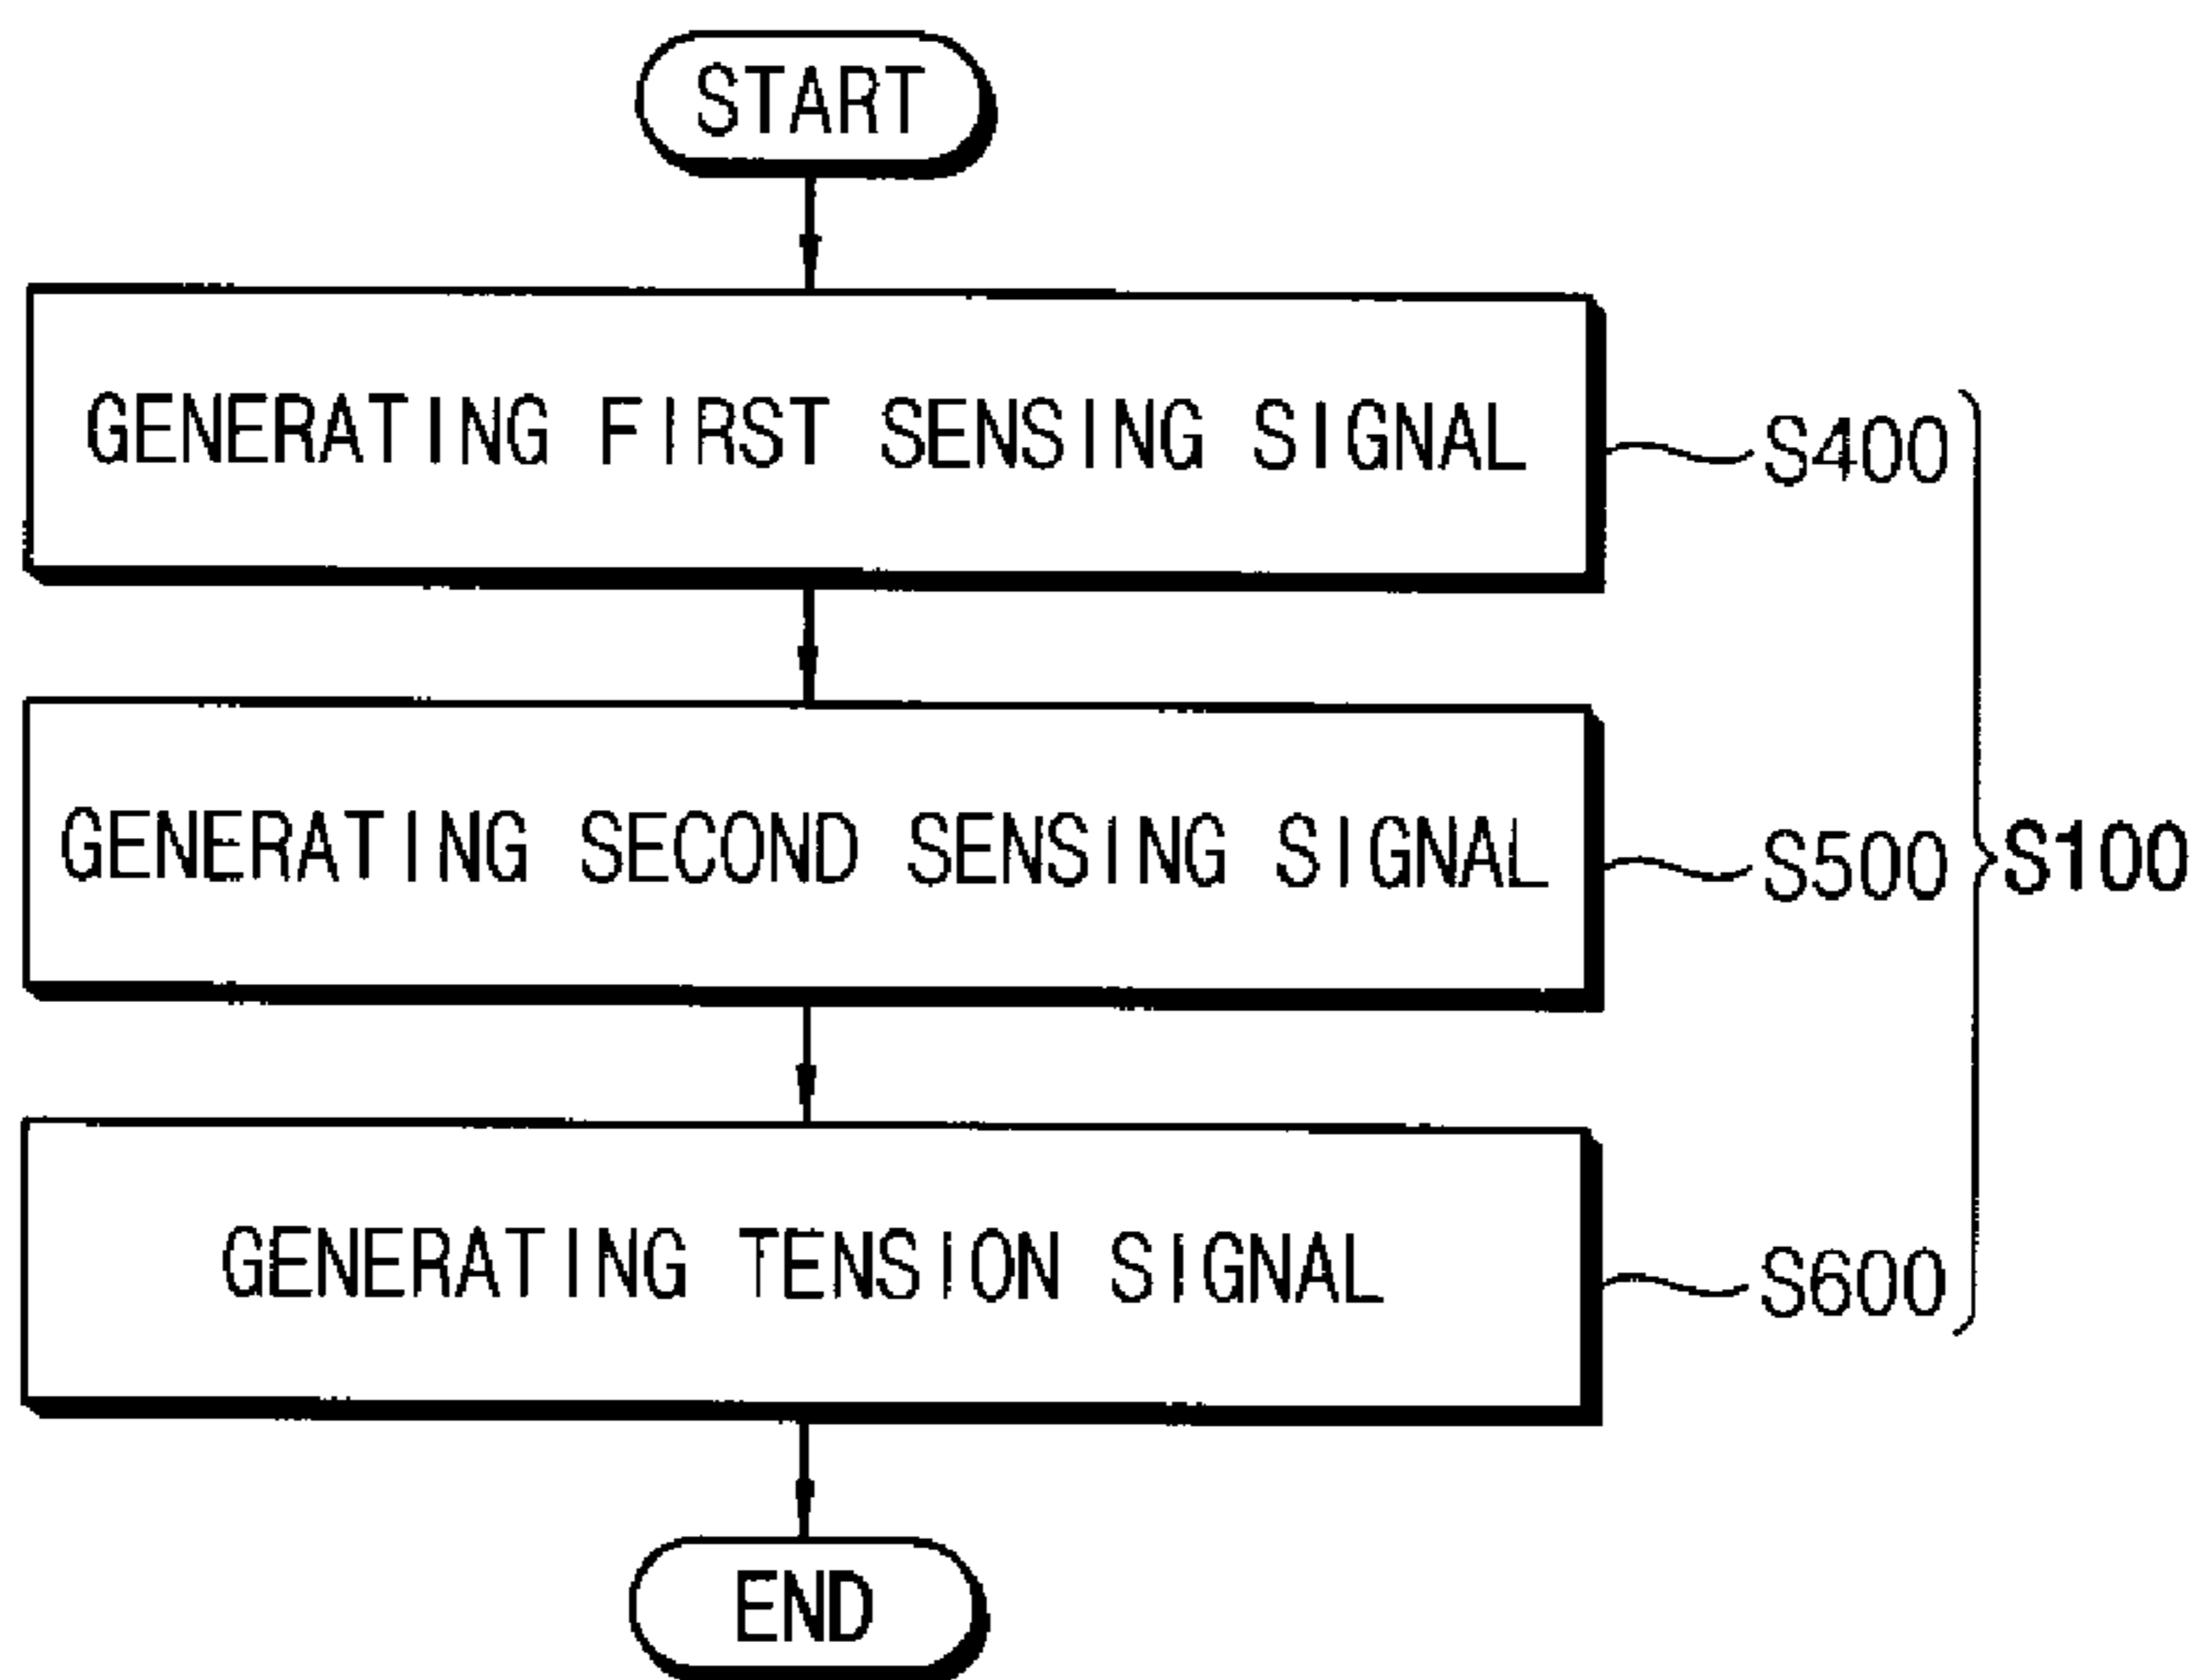 START
GENERATING FIRST SENSING SIGNAL
S400
GENERATING SECOND SENSING SIGNAL
S500
S100
GENERATING TENSION SIGNAL
S600
END